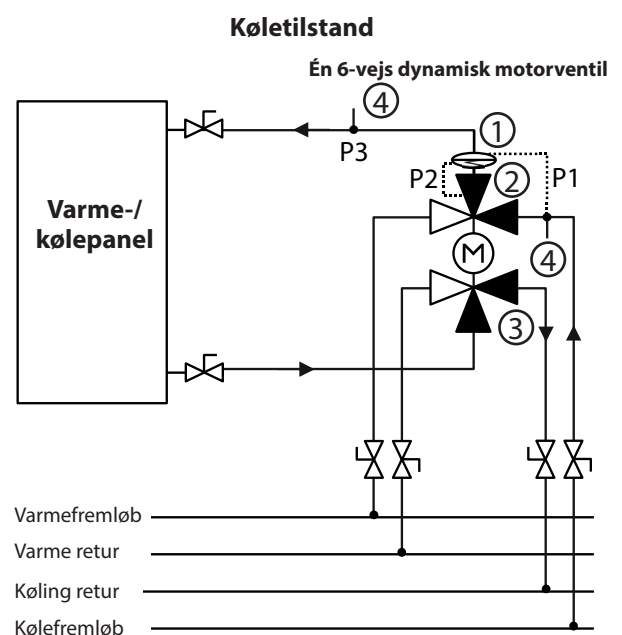 Køletilstand
Én 6-vejs dynamisk motorventil
4
1
P3
P2
2
P1
Varme-/
kølepanel
M
4
3
Varmefremløb
Varme retur
Køling retur
Kølefremløb